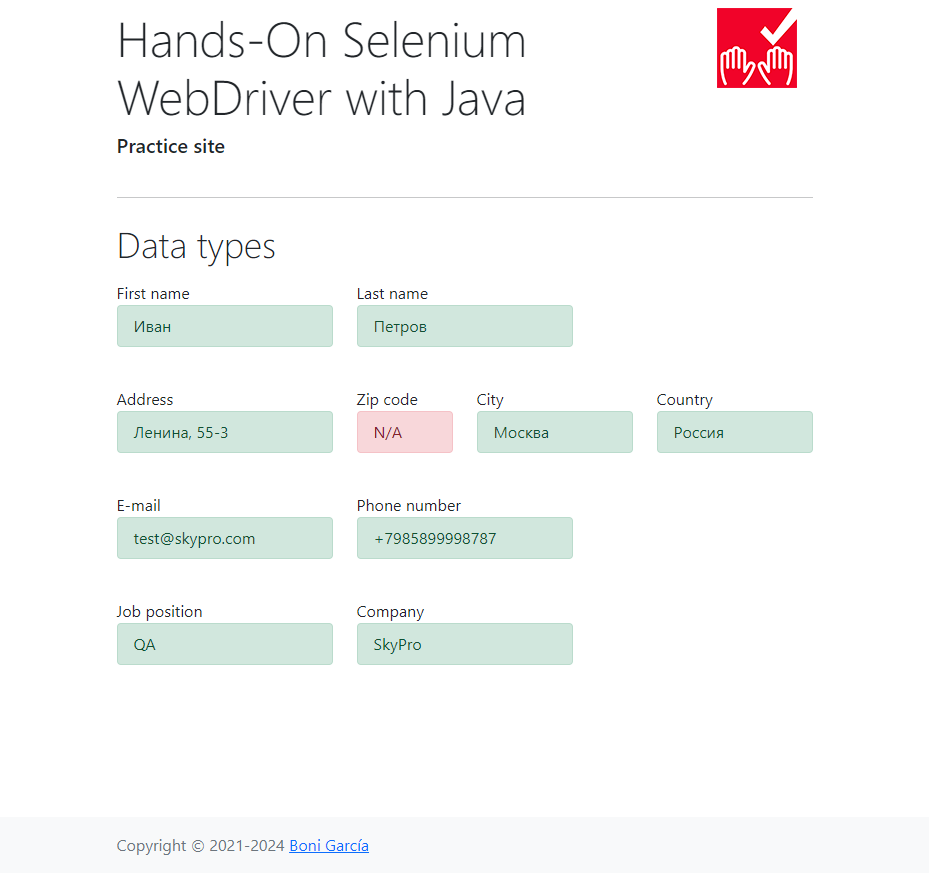 Hands-On Selenium
WebDriver with Java
Practice site
Data types
First name Last name
Иван Петров
Address Zip code City Country
Ленина, 55-3 N/A Москва Россия
E-mail Phone number
test@skypro.com +7985899998787
Job position Company
QA SkyPro
Copyright © 2021-2024 Boni García